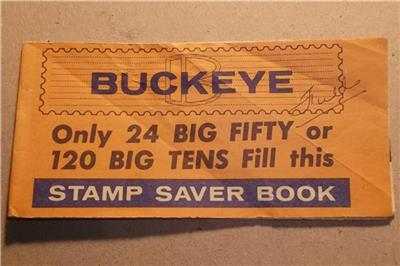 BUCKEYE
Only 24 BIG FIFTY or
120 BIG TENS Fill this
STAMP SAVER BOOK